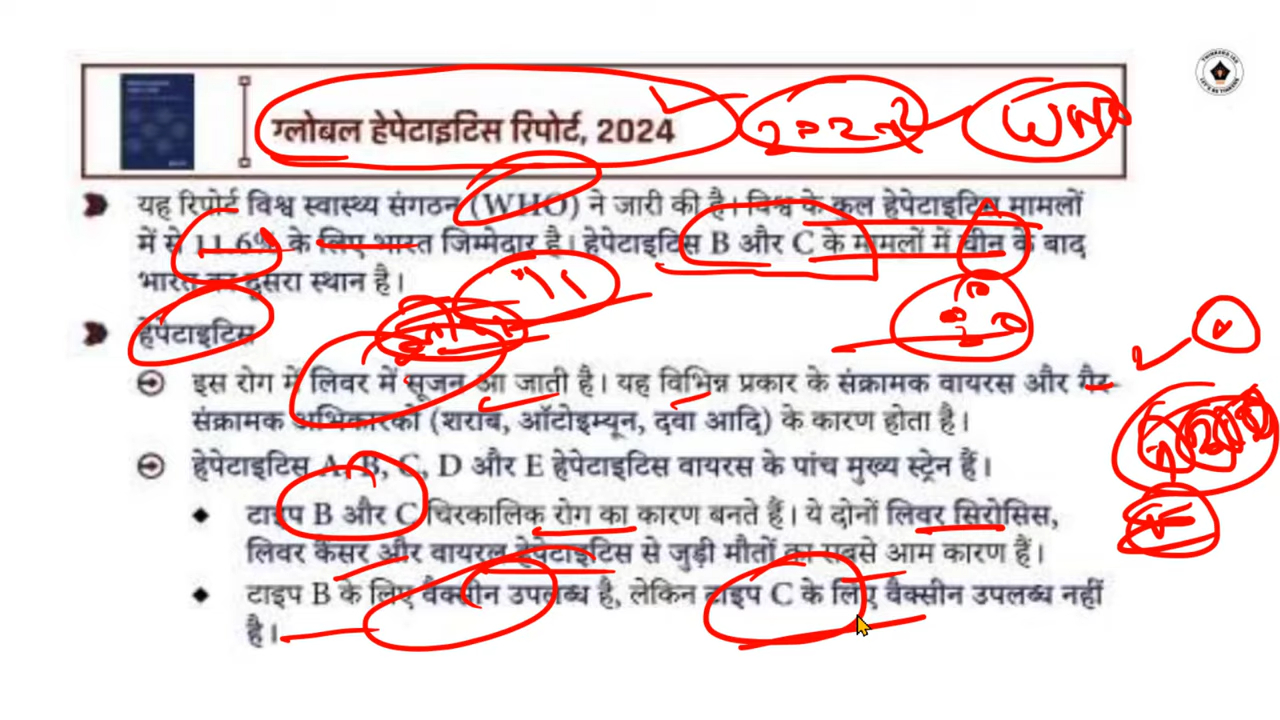 ग्लोबल हेपेटाइटिस रिपोर्ट, 2024
WHO
यह रिपोर्ट विश्व स्वास्थ्य संगठन (WHO) ने जारी की है। विश्व के कुल हेपेटाइटिस मामलों
में से 11.6% के लिए भारत जिम्मेदार है। हेपेटाइटिस B और C के मामलों में चीन के बाद
भारत का दूसरा स्थान है।
हेपेटाइटिस
इस रोग में लिवर में सूजन आ जाती है। यह विभिन्न प्रकार के संक्रामक वायरस और गैर-
संक्रामक अभिकारकों (शराब, ऑटोइम्यून, दवा आदि) के कारण होता है।
हेपेटाइटिस A, B, C, D और E हेपेटाइटिस वायरस के पांच मुख्य स्ट्रेन हैं।
टाइप B और C चिरकालिक रोग का कारण बनते हैं। ये दोनों लिवर सिरोसिस,
लिवर कैंसर और वायरल हेपेटाइटिस से जुड़ी मौतों का सबसे आम कारण हैं।
टाइप B के लिए वैक्सीन उपलब्ध है, लेकिन टाइप C के लिए वैक्सीन उपलब्ध नहीं
है।